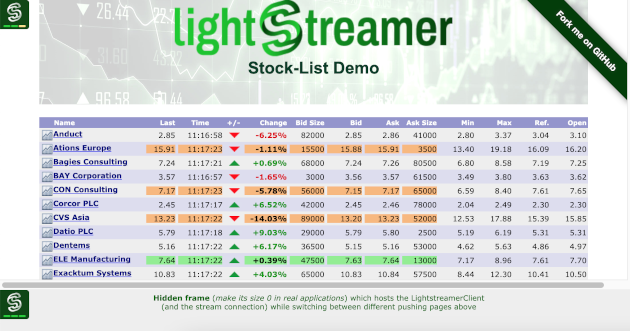 lightStreamer
Fork me on GitHub
26.44
31.60
96.58
44.93
Stock-List Demo
Name Last Time +/- Change Bid Size Bid Ask Ask Size Min Max Ref. Open
Anduct 2.85 11:16:58 -6.25% 82000 2.85 2.86 41000 2.80 3.37 3.04 3.10
Ations Europe 15.91 11:17:23 -1.11% 15500 15.88 15.91 3500 13.40 19.18 16.09 16.20
Bagies Consulting 7.24 11:17:21 +0.69% 68000 7.24 7.26 80500 6.80 8.58 7.19 7.25
BAY Corporation 3.57 11:16:57 -1.65% 3000 3.56 3.57 61500 3.49 3.80 3.63 3.62
CON Consulting 7.17 11:17:23 -5.78% 56000 7.15 7.17 65000 6.59 8.40 7.61 7.65
Corcor PLC 2.45 11:17:17 +6.52% 42000 2.45 2.46 78000 2.04 2.49 2.30 2.30
CVS Asia 13.23 11:17:22 -14.03% 89000 13.20 13.23 52000 12.53 17.88 15.39 15.85
Datio PLC 5.79 11:17:18 +9.03% 29000 5.79 5.80 2500 5.19 6.19 5.31 5.31
Dentems 5.16 11:17:22 +6.17% 36500 5.15 5.16 53000 4.62 5.63 4.86 4.97
ELE Manufacturing 7.64 11:17:22 +0.39% 47500 7.63 7.64 13000 7.17 8.96 7.61 7.70
Exacktum Systems 10.83 11:17:22 +4.03% 65000 10.83 10.84 57500 8.44 12.30 10.41 10.50
Hidden frame (make its size 0 in real applications) which hosts the LightstreamerClient
(and the stream connection) while switching between different pushing pages above